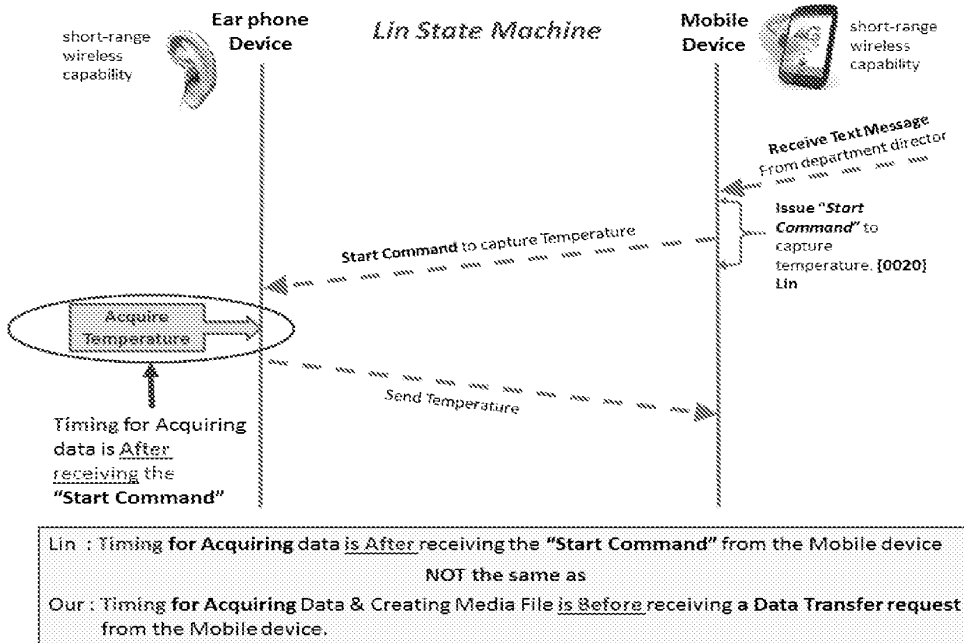 Ear phone
Device
Lin State Machine
Mobile
Device
short-range
wireless
capability
short-range
wireless
capability
Receive Text Message
From department director
Issue "Start
Command" to
capture
temperature. [0020]
Lin
Start Command to capture Temperature
Acquire
Temperature
Send Temperature
Timing for Acquiring
data is After
receiving the
"Start Command"
Lin : Timing for Acquiring data is After receiving the "Start Command" from the Mobile device
NOT the same as
Our : Timing for Acquiring Data & Creating Media File is Before receiving a Data Transfer request
from the Mobile device.